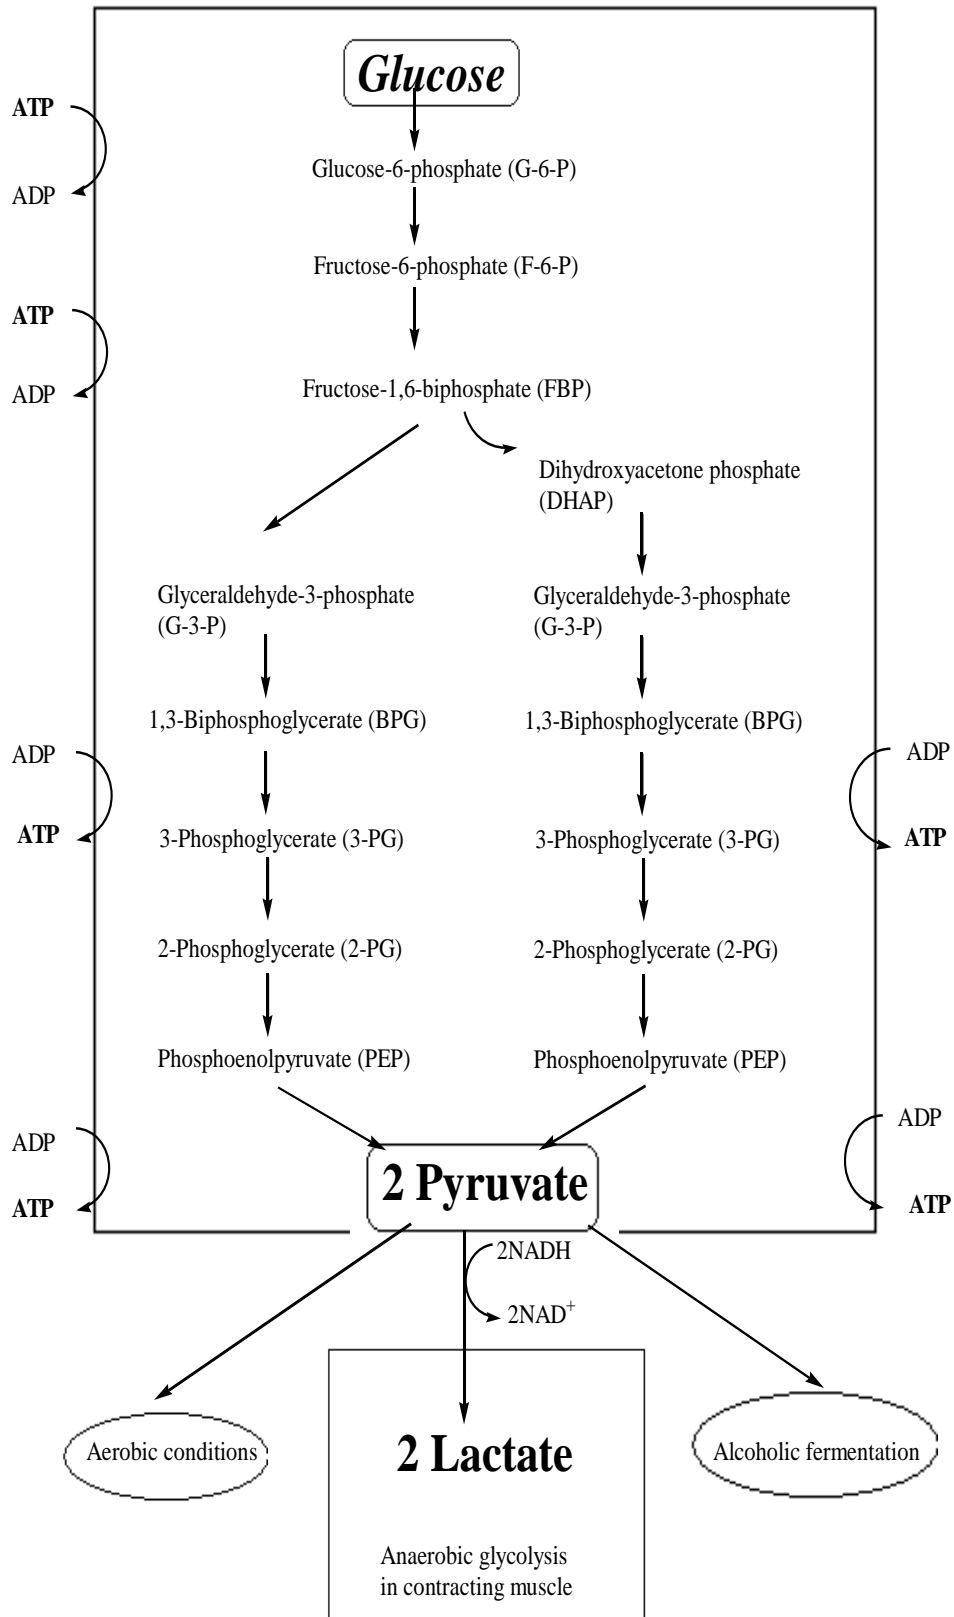 Glucose
ATP
Glucose-6-phosphate (G-6-P)
ADP
Fructose-6-phosphate (F-6-P)
ATP
Fructose-1,6-biphosphate (FBP)
ADP
Dihydroxyacetone phosphate
(DHAP)
Glyceraldehyde-3-phosphate
(G-3-P)
Glyceraldehyde-3-phosphate
(G-3-P)
1,3-Biphosphoglycerate (BPG)
1,3-Biphosphoglycerate (BPG)
ADP
ADP
ATP
3-Phosphoglycerate (3-PG)
3-Phosphoglycerate (3-PG)
ATP
2-Phosphoglycerate (2-PG)
2-Phosphoglycerate (2-PG)
Phosphoenolpyruvate (PEP)
Phosphoenolpyruvate (PEP)
ADP
ADP
2 Pyruvate
ATP
ATP
2NADH
2NAD⁺
Aerobic conditions
2 Lactate
Alcoholic fermentation
Anaerobic glycolysis
in contracting muscle